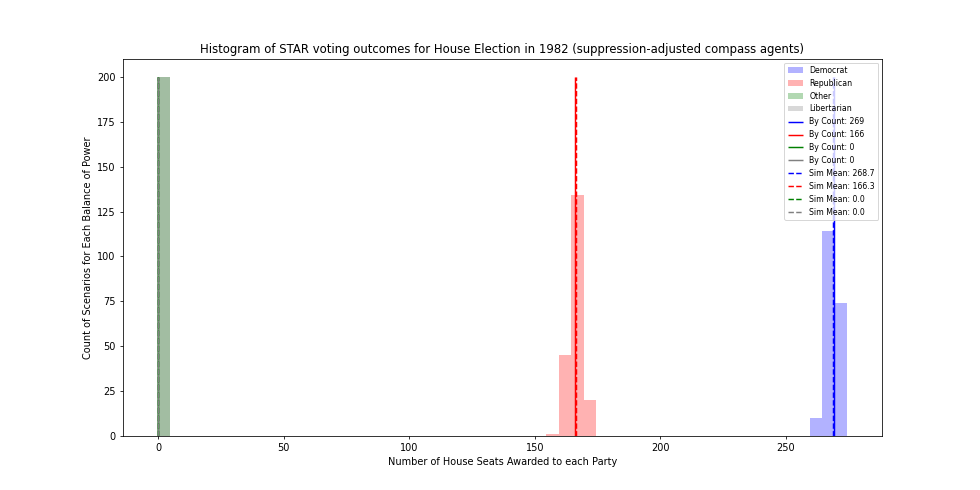 Histogram of STAR voting outcomes for House Election in 1982 (suppression-adjusted compass agents)
Democrat
Republican
Other
Libertarian
By Count: 269
By Count: 166
By Count: 0
By Count: 0
Sim Mean: 268.7
Sim Mean: 166.3
Sim Mean: 0.0
Sim Mean: 0.0
Count of Scenarios for Each Balance of Power
200
175
150
125
100
75
50
25
0
0 50 100 150 200 250
Number of House Seats Awarded to each Party